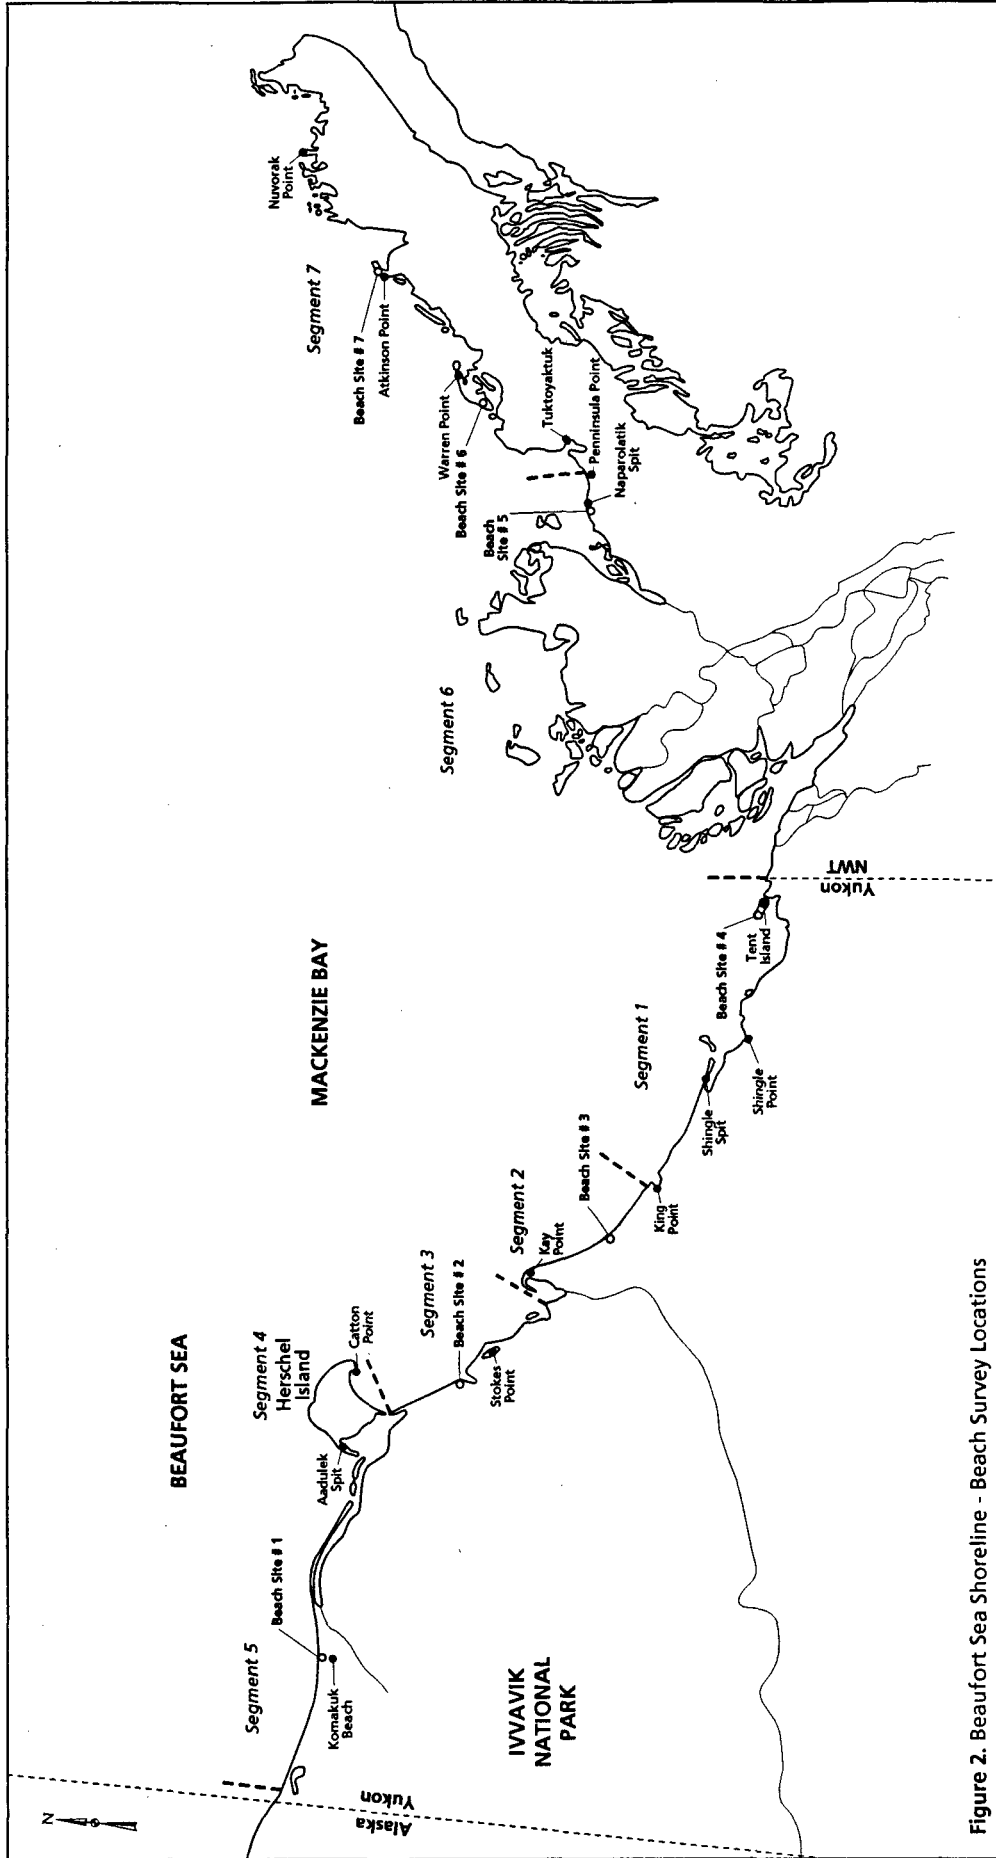 N
Alaska
Yukon
Segment 5
Komakuk
Beach
Beach Site # 1
IVVAVIK
NATIONAL
PARK
BEAUFORT SEA
Segment 4
Herschel
Island
Aadulek
Spit
Catton
Point
Segment 3
Beach Site # 2
Stokes
Point
Segment 2
Kay
Point
Beach Site # 3
King
Point
MACKENZIE BAY
Segment 1
Shingle
Spit
Shingle
Point
Beach Site # 4
Tent
Island
Yukon
NWT
Segment 6
Beach
Site # 5
Naparolatik
Spit
Penninsula Point
Tuktoyaktuk
Beach Site # 6
Warren Point
Segment 7
Beach Site # 7
Atkinson Point
Nuvorak
Point
Figure 2. Beaufort Sea Shoreline - Beach Survey Locations